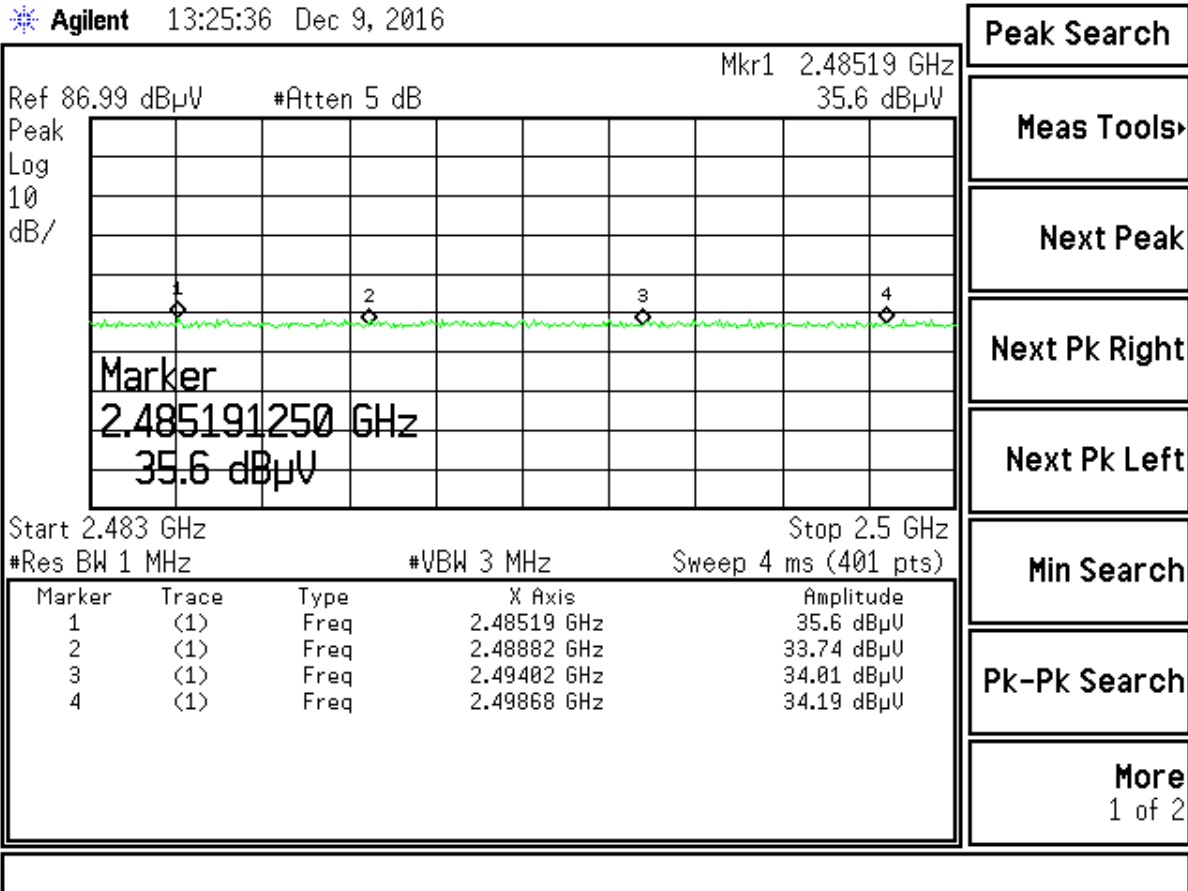 Agilent 13:25:36 Dec 9, 2016
Mkr1 2.48519 GHz
Ref 86.99 dBµV #Atten 5 dB 35.6 dBµV
Peak
Log
10
dB/
1 2 3 4
Marker
2.485191250 GHz
35.6 dBµV
Start 2.483 GHz Stop 2.5 GHz
#Res BW 1 MHz #VBW 3 MHz Sweep 4 ms (401 pts)
Marker Trace Type X Axis Amplitude
1 (1) Freq 2.48519 GHz 35.6 dBµV
2 (1) Freq 2.48882 GHz 33.74 dBµV
3 (1) Freq 2.49402 GHz 34.01 dBµV
4 (1) Freq 2.49868 GHz 34.19 dBµV
Peak Search
Meas Tools
Next Peak
Next Pk Right
Next Pk Left
Min Search
Pk-Pk Search
More
1 of 2